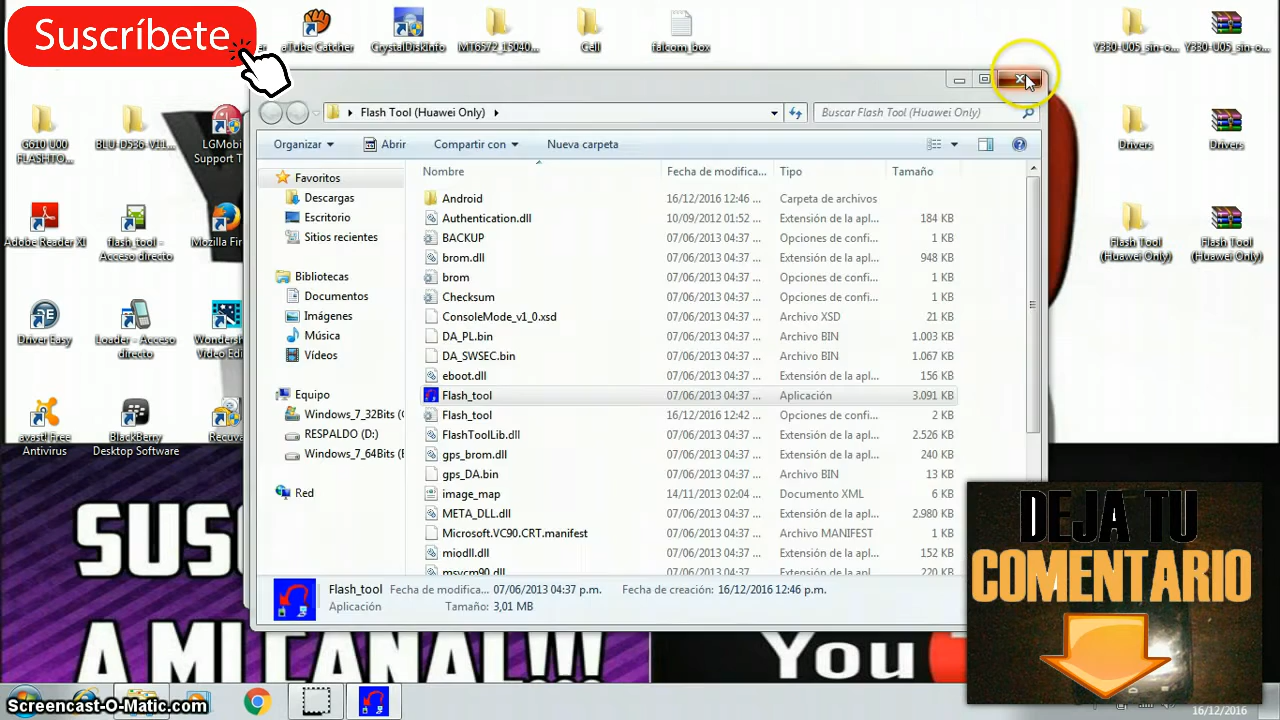 Suscríbete
aTube Catcher
CrystalDiskInfo
MT6572_15040...
Cell
falcom_box
Y330-U05_sin-o...
Y330-U05_sin-o...
Flash Tool (Huawei Only)
Buscar Flash Tool (Huawei Only)
Organizar
Abrir
Compartir con
Nueva carpeta
G610 U00
FLASHTO...
BLU-D536-V11...
LGMobi
Support T
Drivers
Drivers
Adobe Reader XI
flash_tool -
Acceso directo
Mozilla Fir
Flash Tool
(Huawei Only)
Flash Tool
(Huawei Only)
Driver Easy
Loader - Acceso
directo
Wondersh
Video Edi
avast! Free
Antivirus
BlackBerry
Desktop Software
Recuva
Favoritos
Descargas
Escritorio
Sitios recientes
Bibliotecas
Documentos
Imágenes
Música
Vídeos
Equipo
Windows_7_32Bits (
RESPALDO (D:)
Windows_7_64Bits (
Red
Nombre Fecha de modifica... Tipo Tamaño
Android 16/12/2016 12:46 ... Carpeta de archivos
Authentication.dll 10/09/2012 01:52 ... Extensión de la apl... 184 KB
BACKUP 07/06/2013 04:37 ... Opciones de confi... 1 KB
brom.dll 07/06/2013 04:37 ... Extensión de la apl... 948 KB
brom 07/06/2013 04:37 ... Opciones de confi... 1 KB
Checksum 07/06/2013 04:37 ... Opciones de confi... 1 KB
ConsoleMode_v1_0.xsd 07/06/2013 04:37 ... Archivo XSD 21 KB
DA_PL.bin 07/06/2013 04:37 ... Archivo BIN 1.003 KB
DA_SWSEC.bin 07/06/2013 04:37 ... Archivo BIN 1.067 KB
eboot.dll 07/06/2013 04:37 ... Extensión de la apl... 156 KB
Flash_tool 07/06/2013 04:37 ... Aplicación 3.091 KB
Flash_tool 16/12/2016 12:42 ... Opciones de confi... 2 KB
FlashToolLib.dll 07/06/2013 04:37 ... Extensión de la apl... 2.526 KB
gps_brom.dll 07/06/2013 04:37 ... Extensión de la apl... 240 KB
gps_DA.bin 07/06/2013 04:37 ... Archivo BIN 13 KB
image_map 14/11/2013 02:04 ... Documento XML 6 KB
META_DLL.dll 07/06/2013 04:37 ... Extensión de la apl... 2.980 KB
Microsoft.VC90.CRT.manifest 07/06/2013 04:37 ... Archivo MANIFEST 1 KB
miodll.dll 07/06/2013 04:37 ... Extensión de la apl... 152 KB
msvcm90.dll 07/06/2013 04:37 ... Extensión de la apl... 220 KB
Flash_tool Fecha de modifica... 07/06/2013 04:37 p.m. Fecha de creación: 16/12/2016 12:46 p.m.
Aplicación Tamaño: 3,01 MB
DEJA TU
COMENTARIO
SUSC
A MI CANAL!!!
You
Screencast-O-Matic.com
16/12/2016